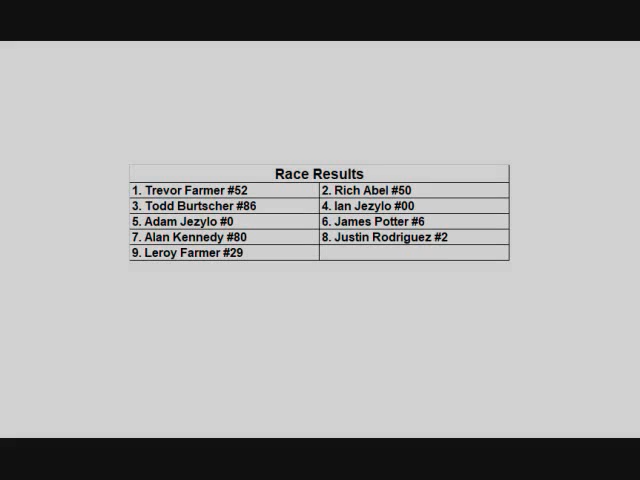 Race Results
1. Trevor Farmer #52 2. Rich Abel #50
3. Todd Burtscher #86 4. Ian Jezylo #00
5. Adam Jezylo #0 6. James Potter #6
7. Alan Kennedy #80 8. Justin Rodriguez #2
9. Leroy Farmer #29